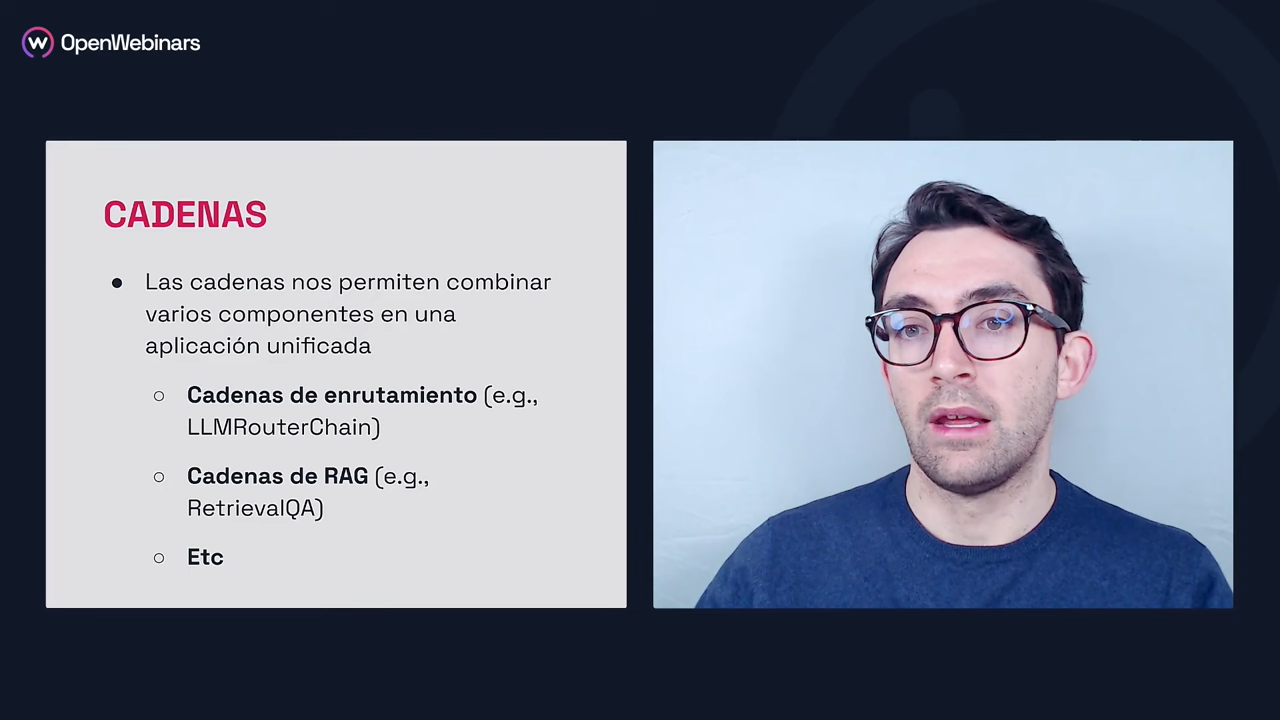 OpenWebinars
CADENAS
● Las cadenas nos permiten combinar
varios componentes en una
aplicación unificada
○ Cadenas de enrutamiento (e.g.,
LLMRouterChain)
○ Cadenas de RAG (e.g.,
RetrievalQA)
○ Etc